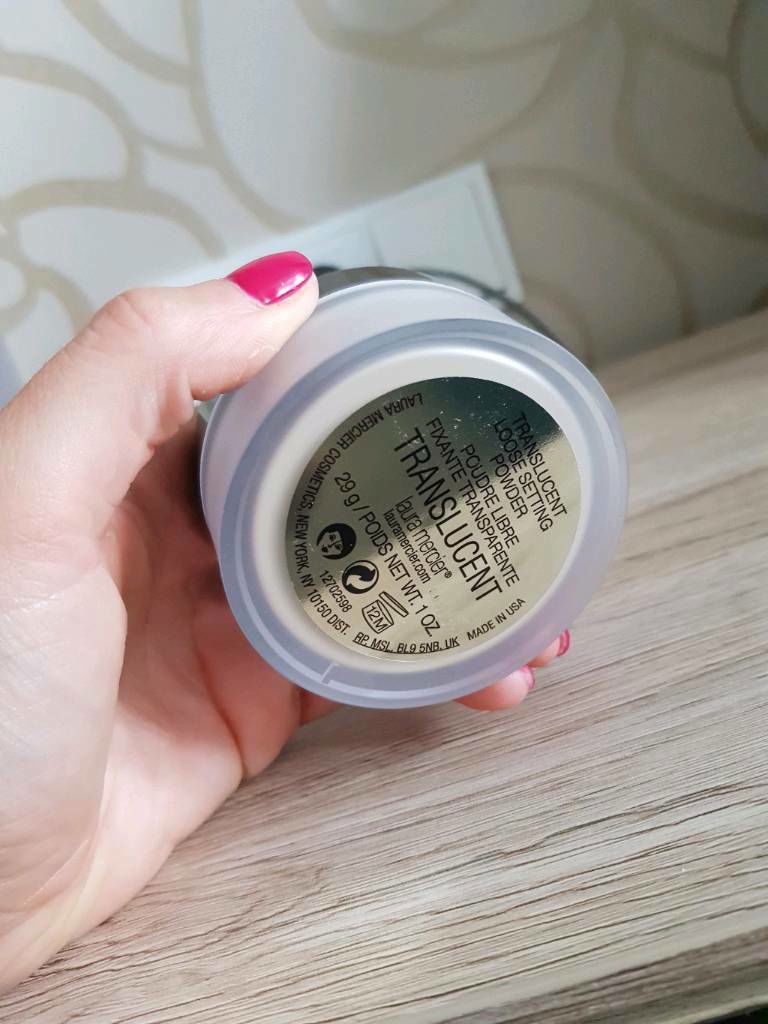 TRANSLUCENT
LOOSE SETTING
POWDER
POUDRE LIBRE
FIXANTE TRANSPARENTE
TRANSLUCENT
laura mercier®
lauramercier.com
29 g / POIDS NET WT. 1 OZ.
12M
12702598
LAURA MERCIER COSMETICS, NEW YORK, NY 10150 DIST.
RP. MSL, BL9 5NB, UK
MADE IN USA